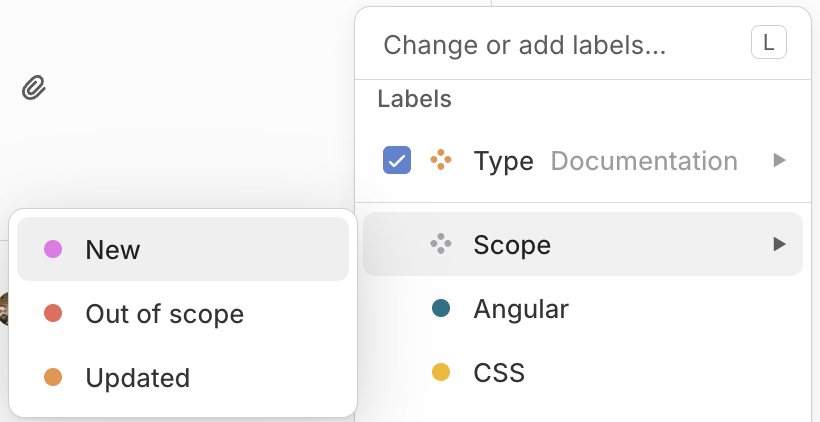 Change or add labels... L
Labels
Type Documentation
Scope
Angular
CSS
New
Out of scope
Updated